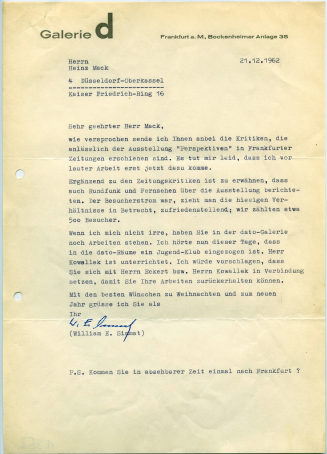 Galerie d
Frankfurt a. M., Bockenheimer Anlage 35
Herrn
Heinz Mack
21.12.1962
4 Düsseldorf-Oberkassel
Kaiser Friedrich-Ring 16
Sehr geehrter Herr Mack,
wie versprochen sende ich Ihnen anbei die Kritiken, die
anlässlich der Ausstellung "Perspektiven" in Frankfurter
Zeitungen erschienen sind. Es tut mir leid, dass ich vor
lauter Arbeit erst jetzt dazu komme.
Ergänzend zu den Zeitungskritiken ist zu erwähnen, dass
auch Rundfunk und Fernsehen über die Ausstellung berichte-
ten. Der Besucherstrom war, zieht man die hiesigen Ver-
hältnisse in Betracht, zufriedenstellend; wir zählten etwa
500 Besucher.
Wenn ich mich nicht irre, haben Sie in der dato-Galerie
noch Arbeiten stehen. Ich hörte nun dieser Tage, dass
in die dato-Räume ein Jugend-Klub eingezogen ist. Herr
Kowallek ist unterrichtet. Ich würde vorschlagen, dass
Sie sich mit Herrn Rekert bzw. Herrn Kowallek in Verbindung
setzen, damit Sie Ihre Arbeiten zurückerhalten können.
Mit den besten Wünschen zu Weihnachten und zum neuen
Jahr grüsse ich Sie als
Ihr
(William E. Simmat)
P.S. Kommen Sie in absehbarer Zeit einmal nach Frankfurt ?